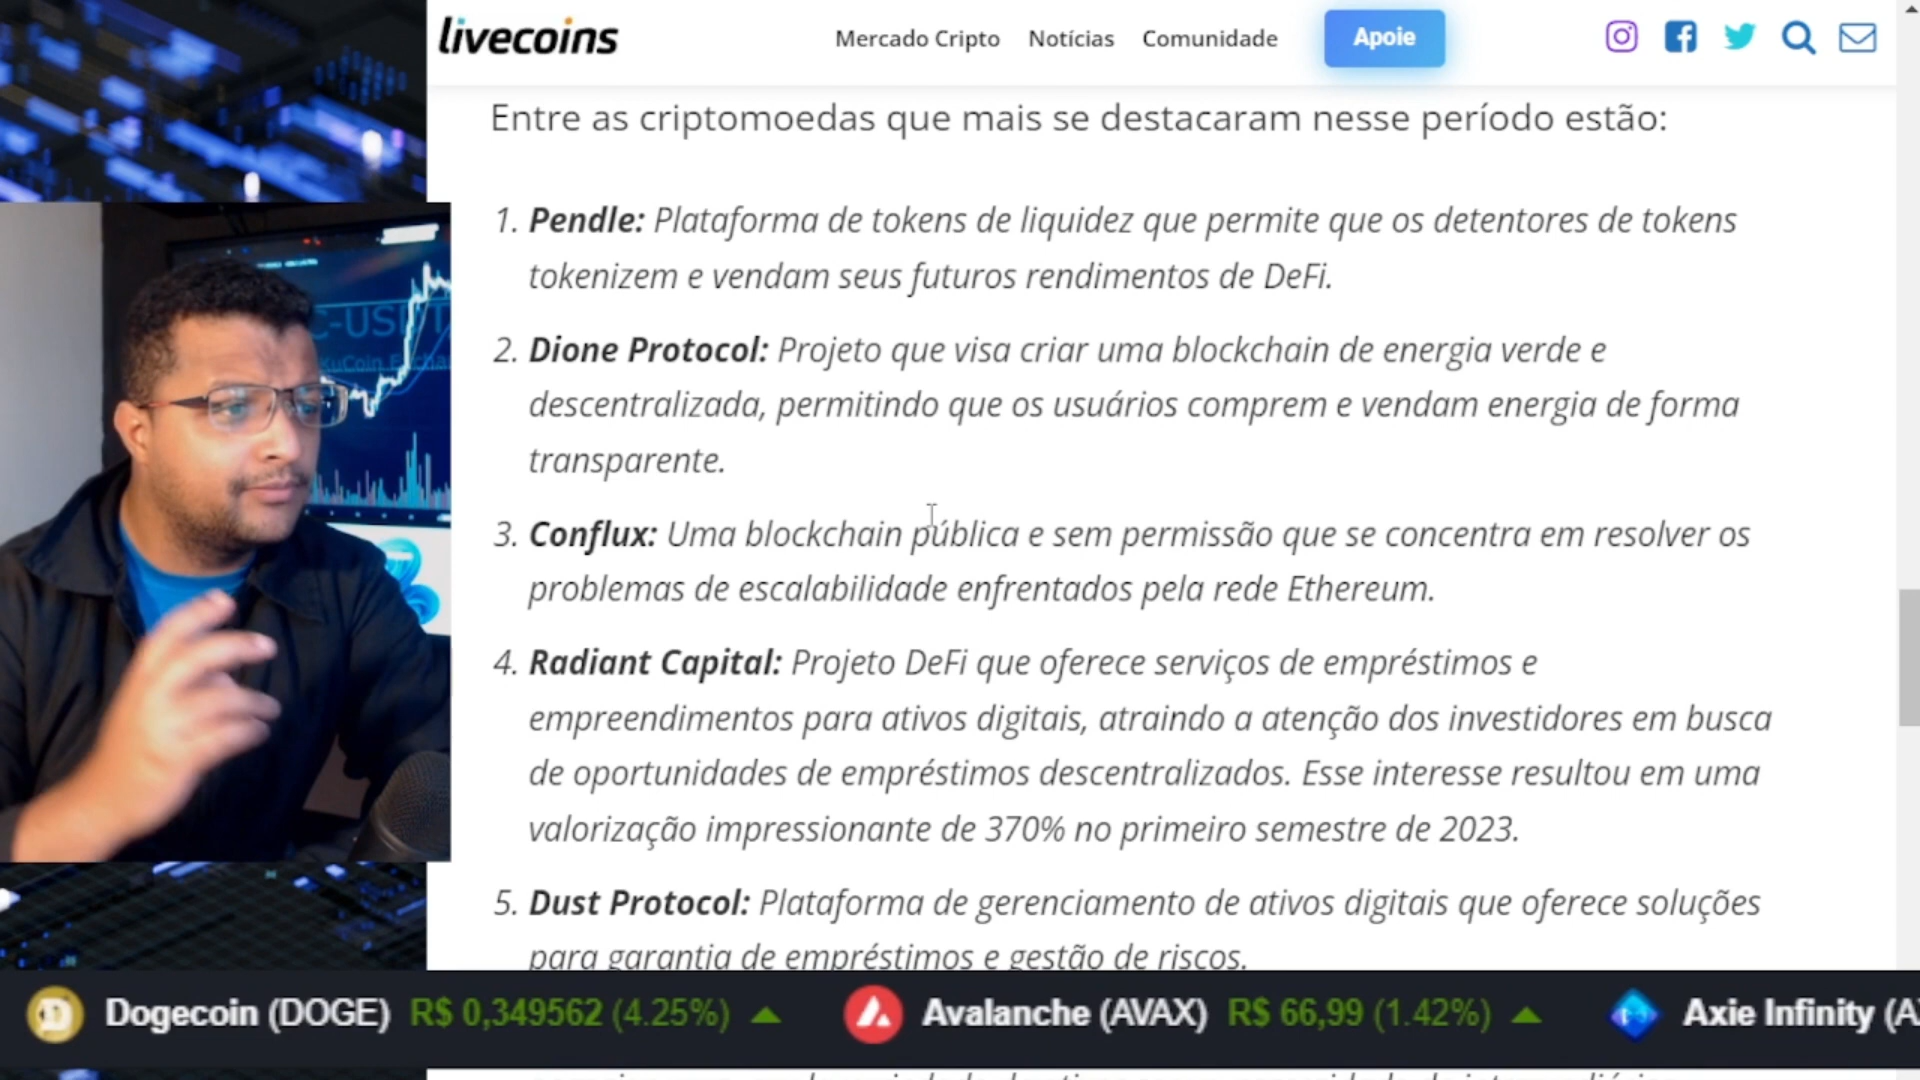 livecoins
Mercado Cripto Notícias Comunidade Apoie
Entre as criptomoedas que mais se destacaram nesse período estão:
1. Pendle: Plataforma de tokens de liquidez que permite que os detentores de tokens
tokenizem e vendam seus futuros rendimentos de DeFi.
2. Dione Protocol: Projeto que visa criar uma blockchain de energia verde e
descentralizada, permitindo que os usuários comprem e vendam energia de forma
transparente.
C-USDT
KuCoin Excha
3. Conflux: Uma blockchain pública e sem permissão que se concentra em resolver os
problemas de escalabilidade enfrentados pela rede Ethereum.
4. Radiant Capital: Projeto DeFi que oferece serviços de empréstimos e
empreendimentos para ativos digitais, atraindo a atenção dos investidores em busca
de oportunidades de empréstimos descentralizados. Esse interesse resultou em uma
valorização impressionante de 370% no primeiro semestre de 2023.
5. Dust Protocol: Plataforma de gerenciamento de ativos digitais que oferece soluções
para garantia de empréstimos e gestão de riscos.
Dogecoin (DOGE) R$ 0,349562 (4.25%) Avalanche (AVAX) R$ 66,99 (1.42%) Axie Infinity (A